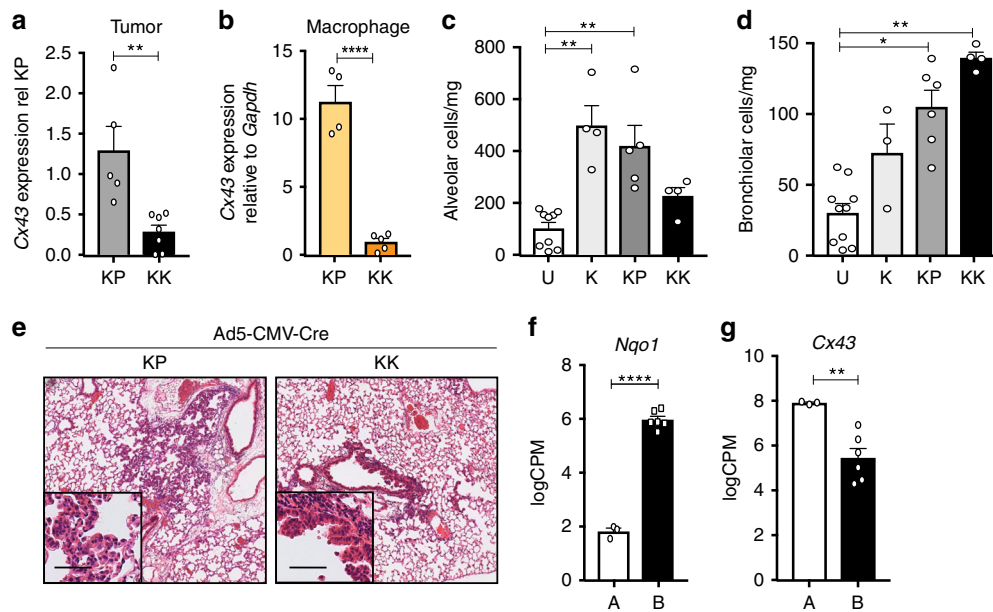 a
Tumor
Cx43 expression rel KP
2.5
2.0
1.5
1.0
0.5
0.0
**
KP KK
b
Macrophage
Cx43 expression
relative to Gapdh
15
10
5
0
****
KP KK
c
Alveolar cells/mg
800
600
400
200
0
**
**
U K KP KK
d
Bronchiolar cells/mg
150
100
50
0
**
*
U K KP KK
e
Ad5-CMV-Cre
KP KK
f
Nqo1
logCPM
8
6
4
2
0
****
A B
g
Cx43
logCPM
10
8
6
4
2
0
**
A B